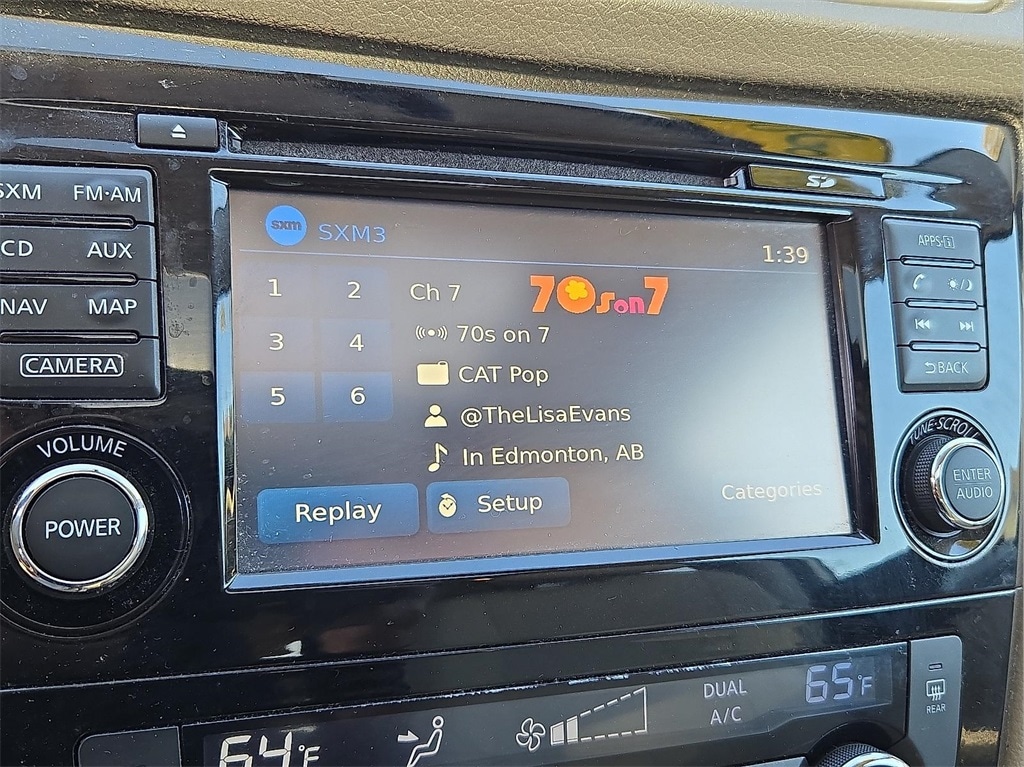 SXM FM·AM
CD AUX
NAV MAP
CAMERA
VOLUME
POWER
sxm SXM3
1:39
1 2
3 4
5 6
Ch 7
70s on 7
70s on 7
CAT Pop
@TheLisaEvans
In Edmonton, AB
Replay
Setup
Categories
SD
APPS·i
BACK
TUNE·SCROLL
ENTER
AUDIO
64°F
DUAL
A/C
65°F
REAR